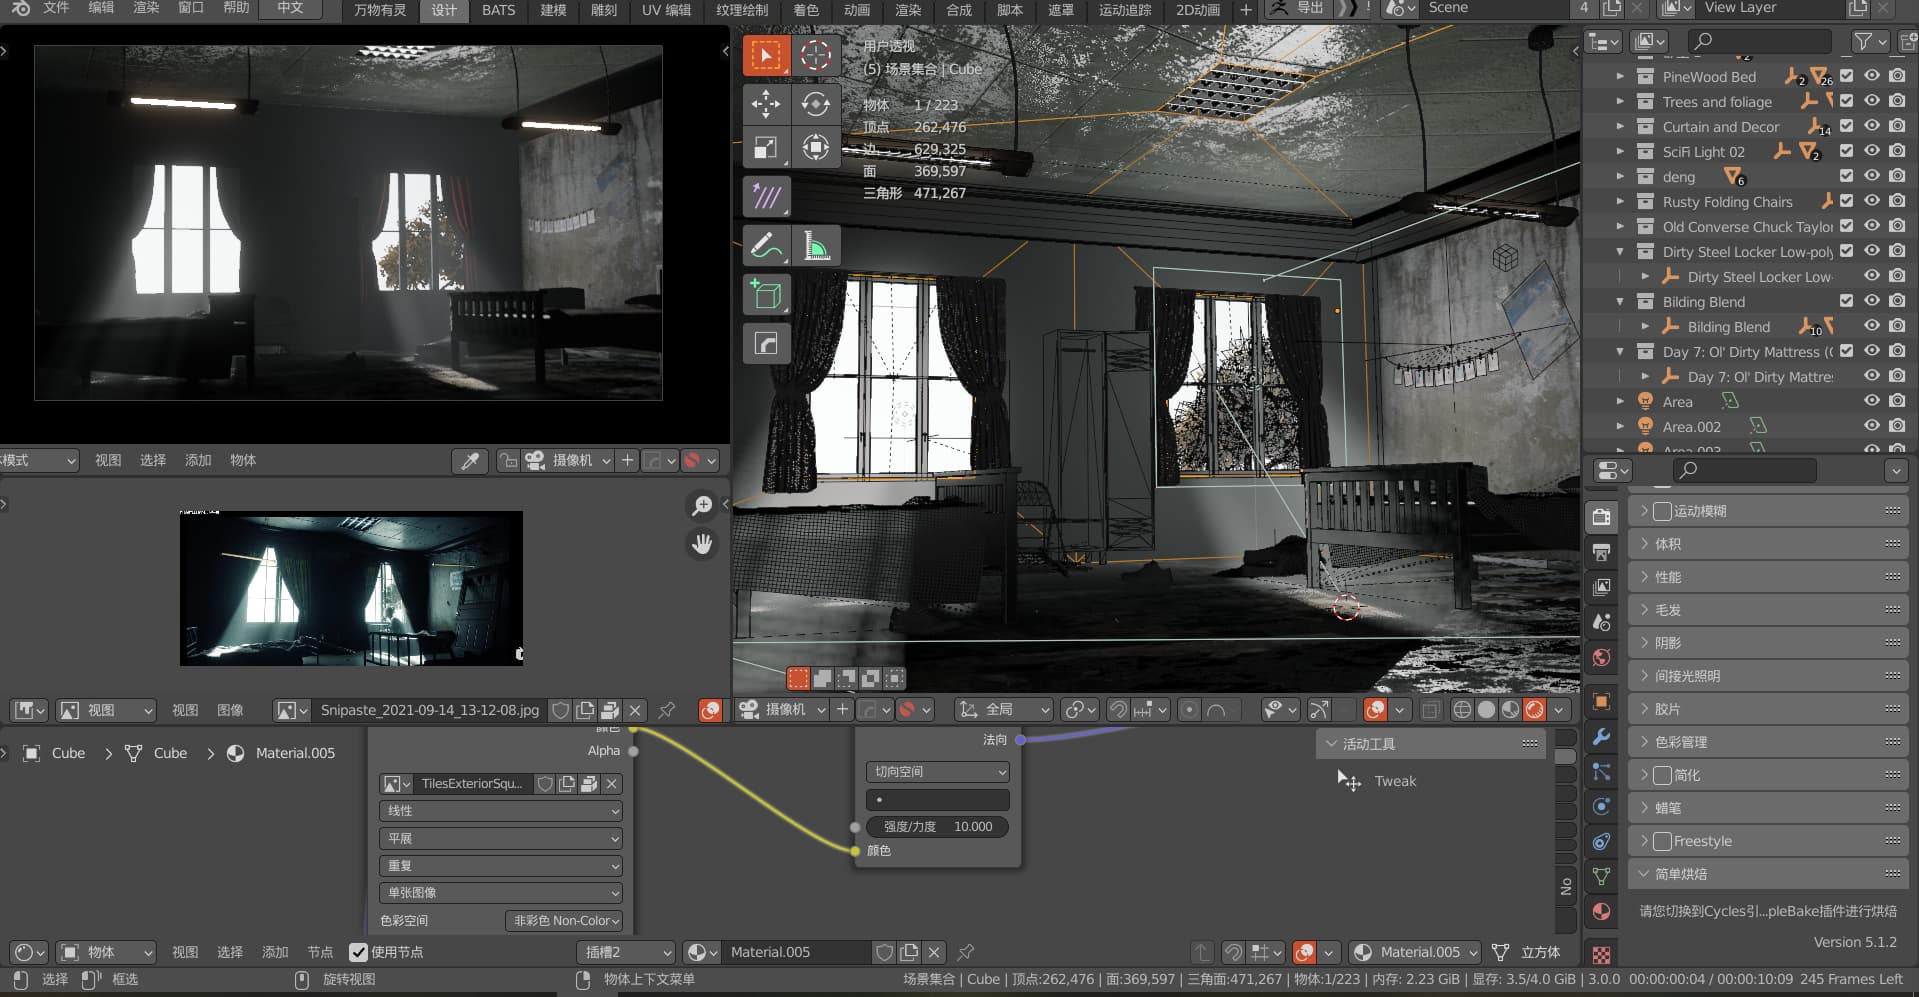 文件 编辑 渲染 窗口 帮助 中文 万物有灵 设计 BATS 建模 雕刻 UV 编辑 纹理绘制 着色 动画 渲染 合成 脚本 遮罩 运动追踪 2D动画 + 导出 Scene 4 View Layer
用户透视
(5) 场景集合 | Cube
物体 1 / 223
顶点 262,476
边 629,325
面 369,597
三角形 471,267
PineWood Bed 2 26
Trees and foliage
Curtain and Decor 14
SciFi Light 02 2
deng 6
Rusty Folding Chairs
Old Converse Chuck Taylor
Dirty Steel Locker Low-poly
Dirty Steel Locker Low-
Bilding Blend
Bilding Blend 10
Day 7: Ol' Dirty Mattress (
Day 7: Ol' Dirty Mattre
Area
Area.002
Area.003
模式 视图 选择 添加 物体 摄像机
运动模糊
体积
性能
毛发
阴影
间接光照明
胶片
色彩管理
简化
蜡笔
Freestyle
简单烘焙
请您切换到Cycles引...pleBake插件进行烘焙
Version 5.1.2
视图 视图 图像 Snipaste_2021-09-14_13-12-08.jpg
摄像机 全局
Cube > Cube > Material.005
颜色
Alpha
TilesExteriorSqu...
线性
平展
重复
单张图像
色彩空间 非彩色 Non-Color
法向
切向空间
强度/力度 10.000
颜色
活动工具
Tweak
No
物体 视图 选择 添加 节点 使用节点 插槽2 Material.005 Material.005 立方体
选择 框选 旋转视图 物体上下文菜单 场景集合 | Cube | 顶点:262,476 | 面:369,597 | 三角面:471,267 | 物体:1/223 | 内存: 2.23 GiB | 显存: 3.5/4.0 GiB | 3.0.0 00:00:00:04 / 00:00:10:09 245 Frames Left